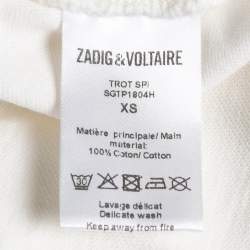 ZADIG&VOLTAIRE
TROT SPI
SGTP1804H
XS
Matière principale/Main
material:
100% Coton/Cotton
Lavage délicat
Delicate wash
Keep away from fire